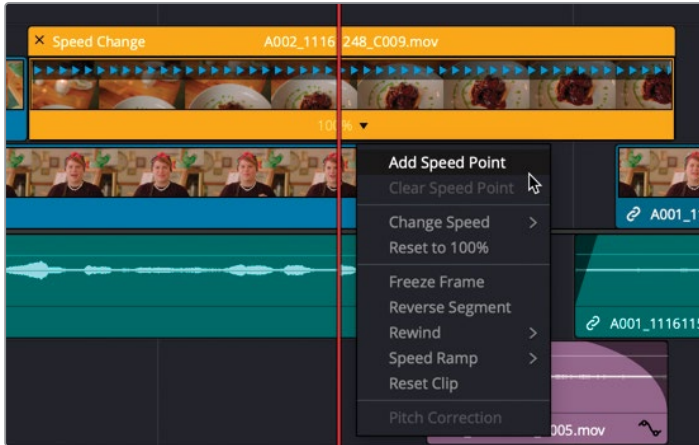 × Speed Change A002_1116 248_C009.mov
100% ▼
Add Speed Point
Clear Speed Point
Change Speed >
Reset to 100%
Freeze Frame
Reverse Segment
Rewind >
Speed Ramp >
Reset Clip
Pitch Correction
A001_11
A001_1116115
005.mov